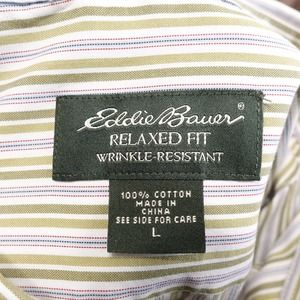 Eddie Bauer®
RELAXED FIT
WRINKLE-RESISTANT
100% COTTON
MADE IN
CHINA
SEE SIDE FOR CARE
L